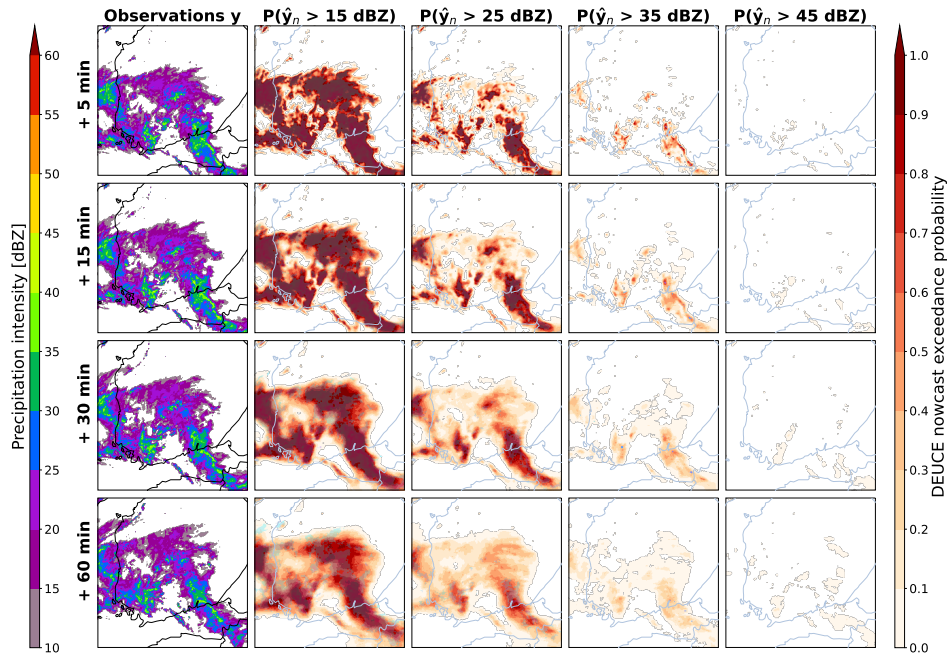 Observations y
P(ŷn > 15 dBZ)
P(ŷn > 25 dBZ)
P(ŷn > 35 dBZ)
P(ŷn > 45 dBZ)
+ 5 min
+ 15 min
+ 30 min
+ 60 min
Precipitation intensity [dBZ]
60
55
50
45
40
35
30
25
20
15
10
DEUCE nowcast exceedance probability
1.0
0.9
0.8
0.7
0.6
0.5
0.4
0.3
0.2
0.1
0.0